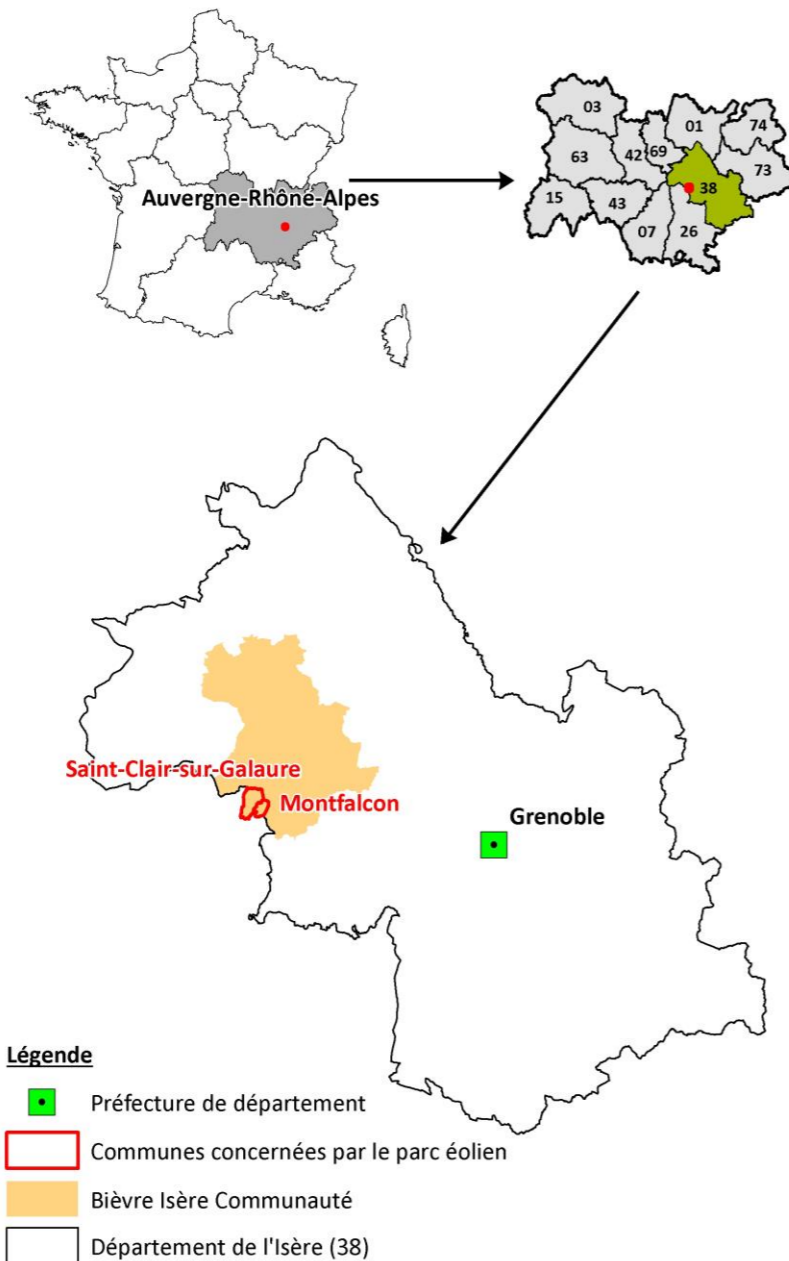 Auvergne-Rhône-Alpes
03
01
74
63
42
69
73
38
15
43
07
26
Saint-Clair-sur-Galaure
Montfalcon
Grenoble
Légende
Préfecture de département
Communes concernées par le parc éolien
Bièvre Isère Communauté
Département de l'Isère (38)